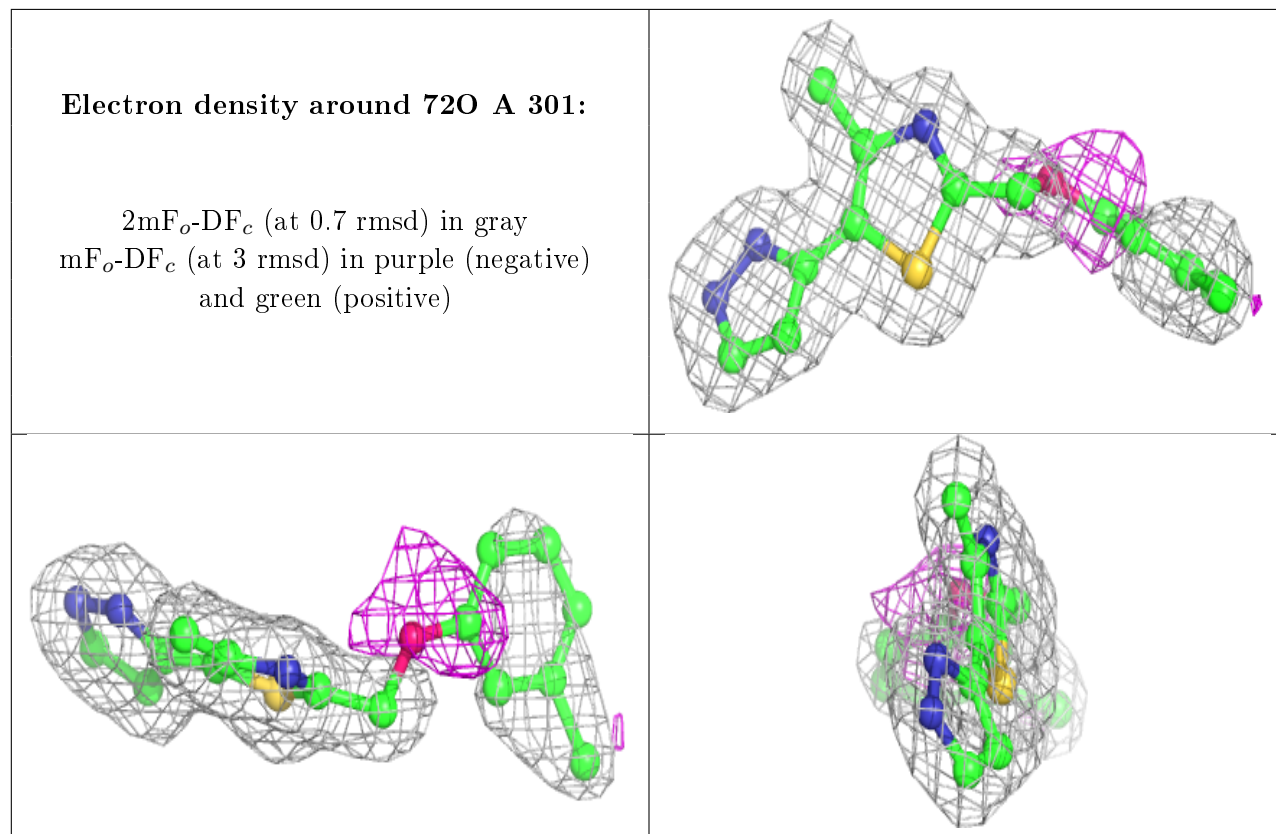 Electron density around 72O A 301:
2mFo-DFc (at 0.7 rmsd) in gray
mFo-DFc (at 3 rmsd) in purple (negative)
and green (positive)